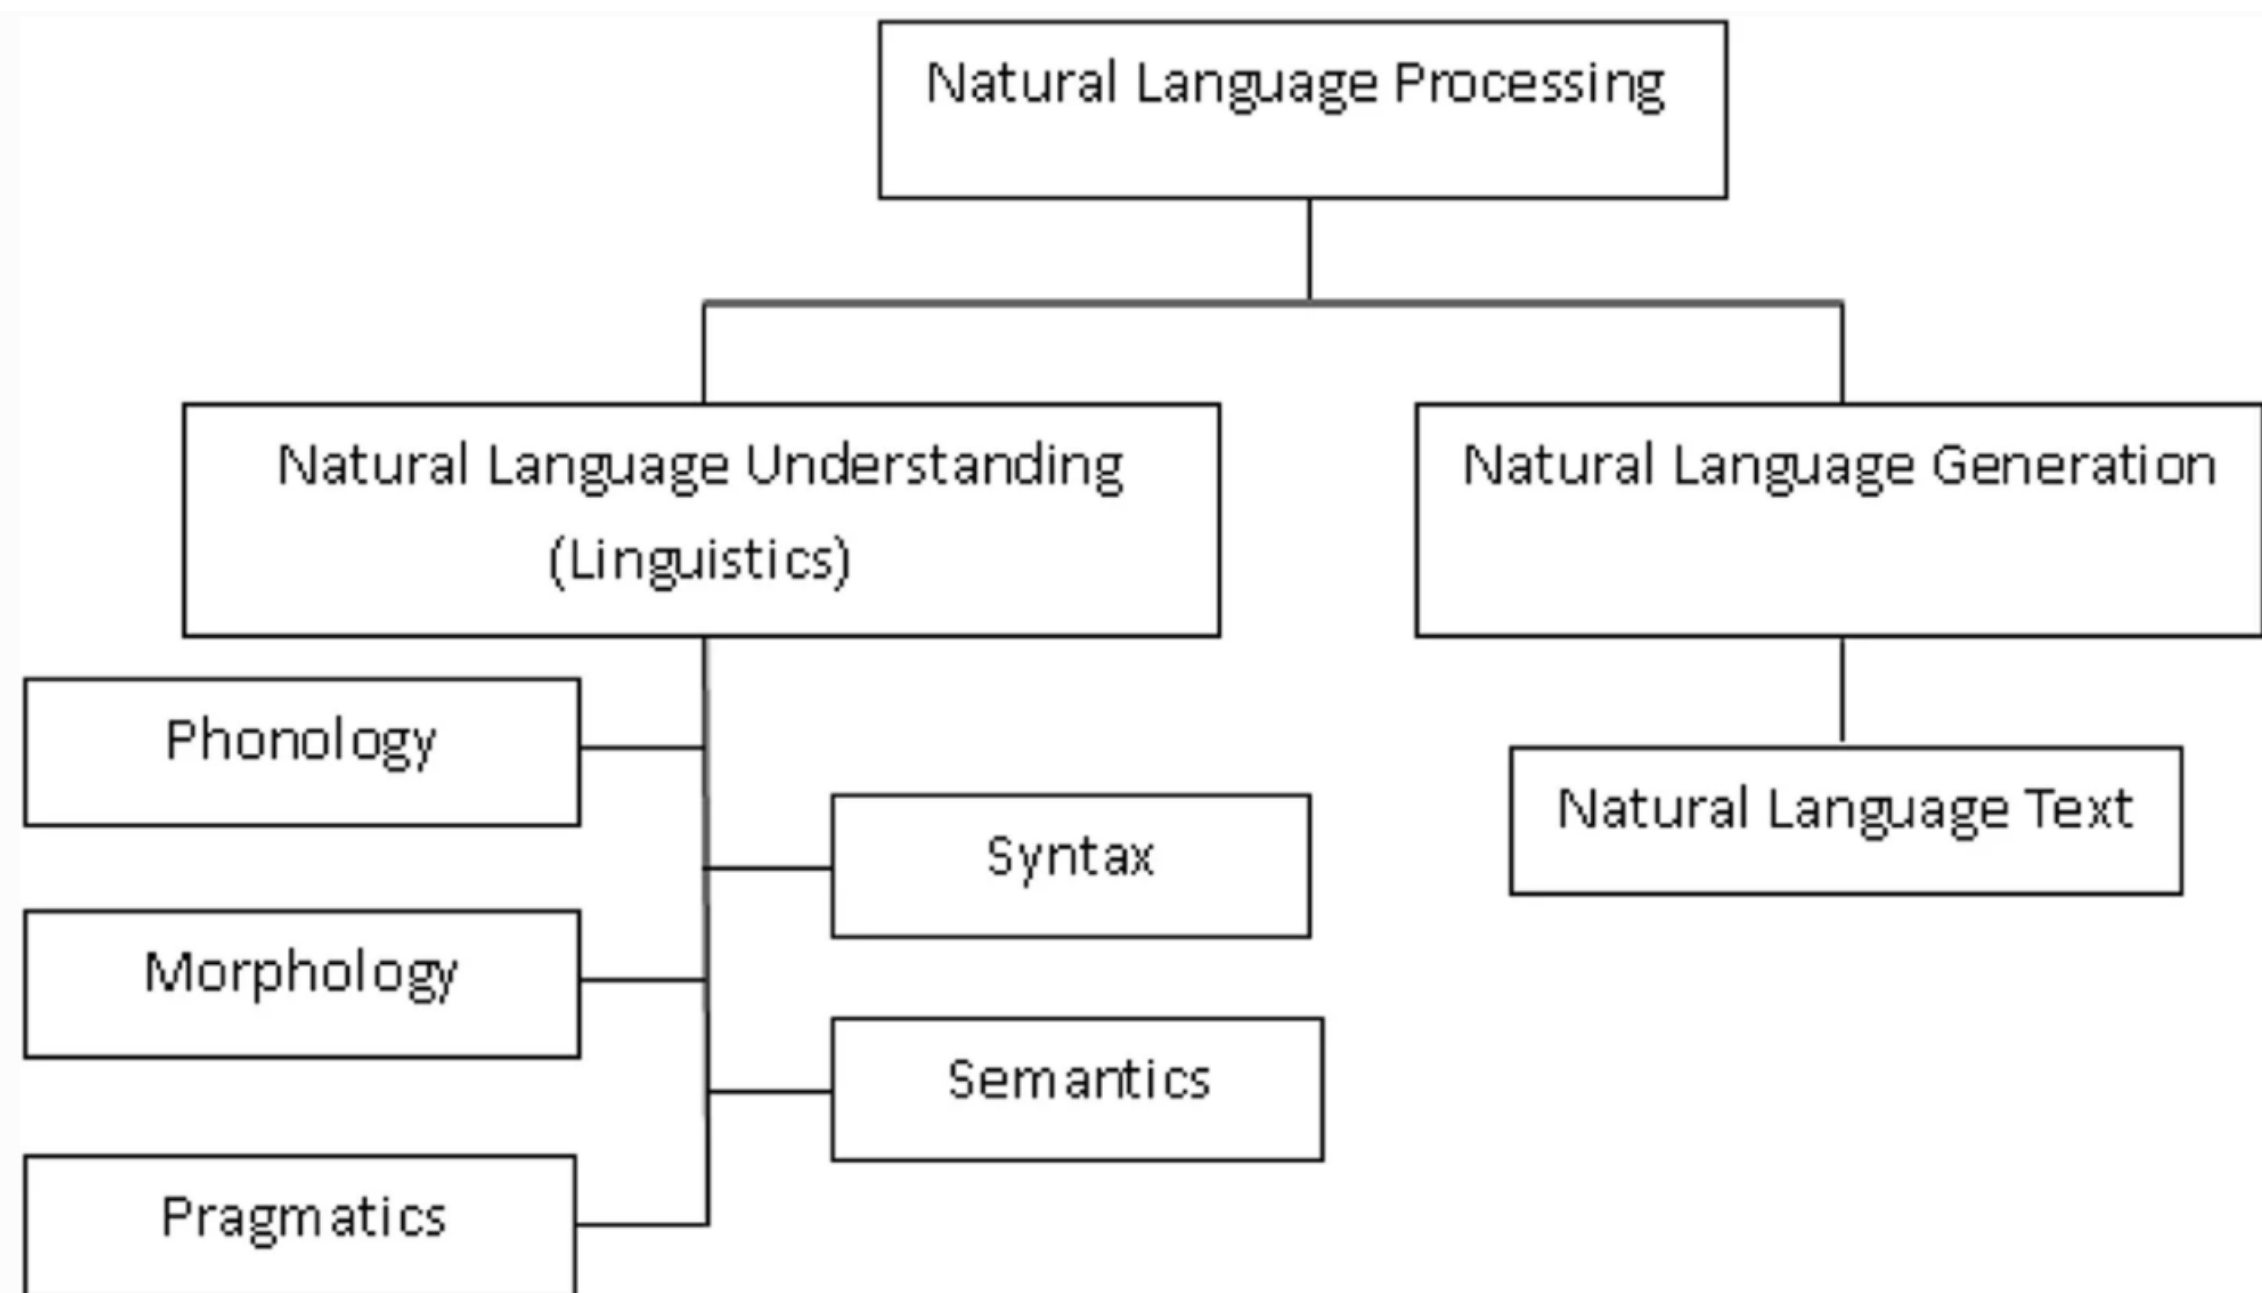 Natural Language Processing
Natural Language Understanding
(Linguistics)
Natural Language Generation
Phonology
Natural Language Text
Syntax
Morphology
Semantics
Pragmatics